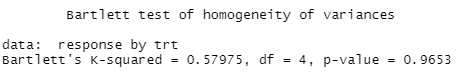 Bartlett test of homogeneity of variances
data:  response by trt
Bartlett's K-squared = 0.57975, df = 4, p-value = 0.9653